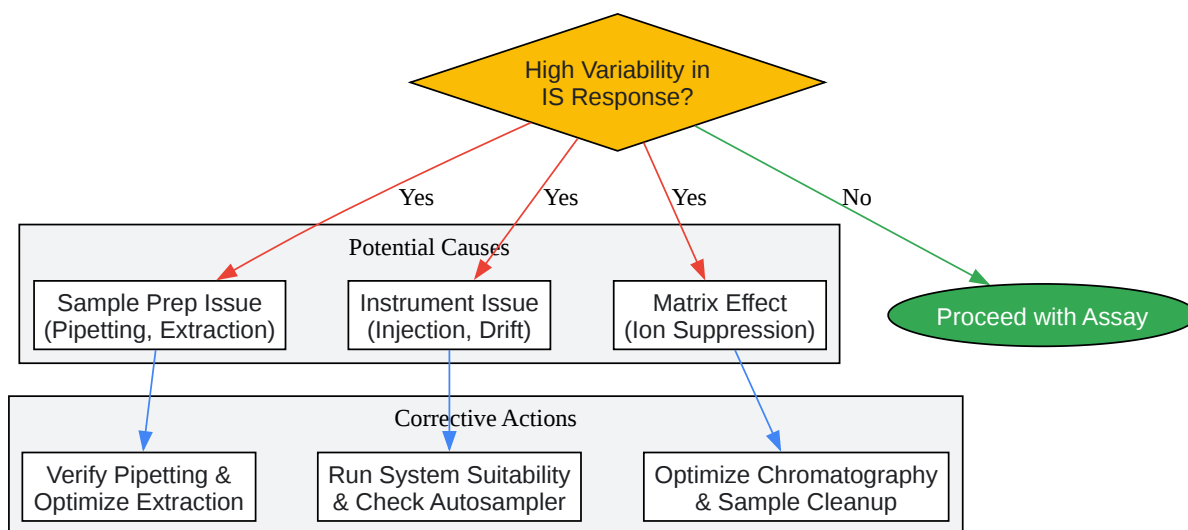 High Variability in
IS Response?
Yes
Yes
Yes
No
Potential Causes
Sample Prep Issue
(Pipetting, Extraction)
Instrument Issue
(Injection, Drift)
Matrix Effect
(Ion Suppression)
Proceed with Assay
Corrective Actions
Verify Pipetting &
Optimize Extraction
Run System Suitability
& Check Autosampler
Optimize Chromatography
& Sample Cleanup